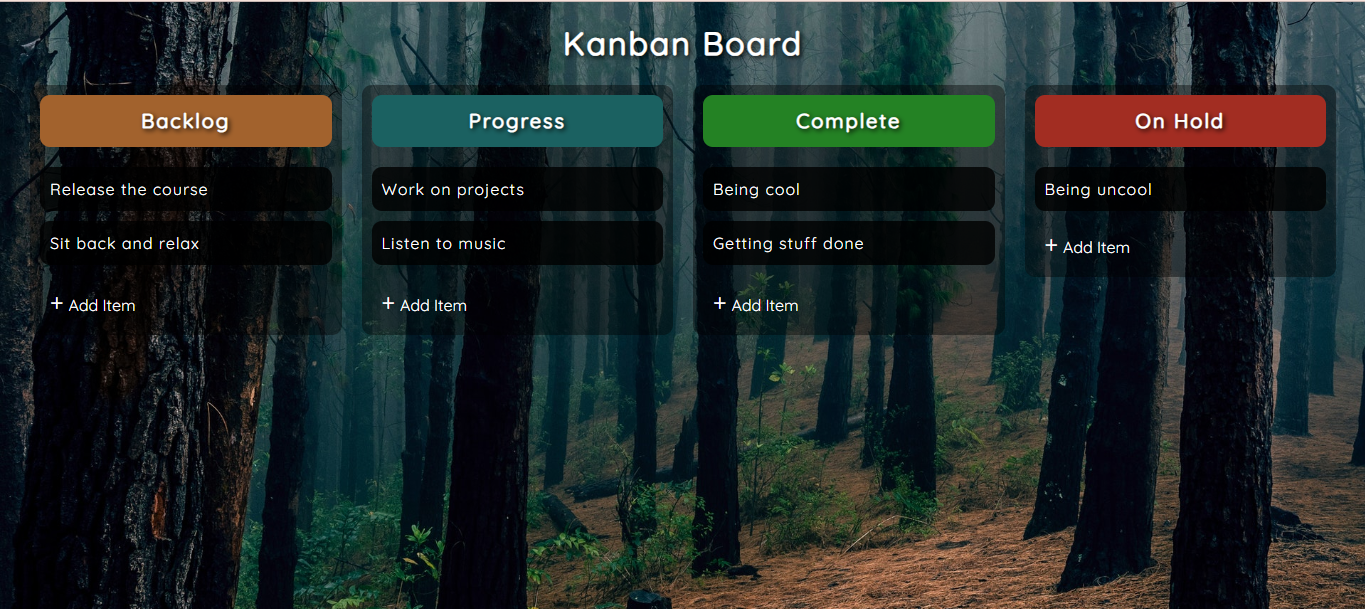 Kanban Board
Backlog
Release the course
Sit back and relax
+ Add Item
Progress
Work on projects
Listen to music
+ Add Item
Complete
Being cool
Getting stuff done
+ Add Item
On Hold
Being uncool
+ Add Item